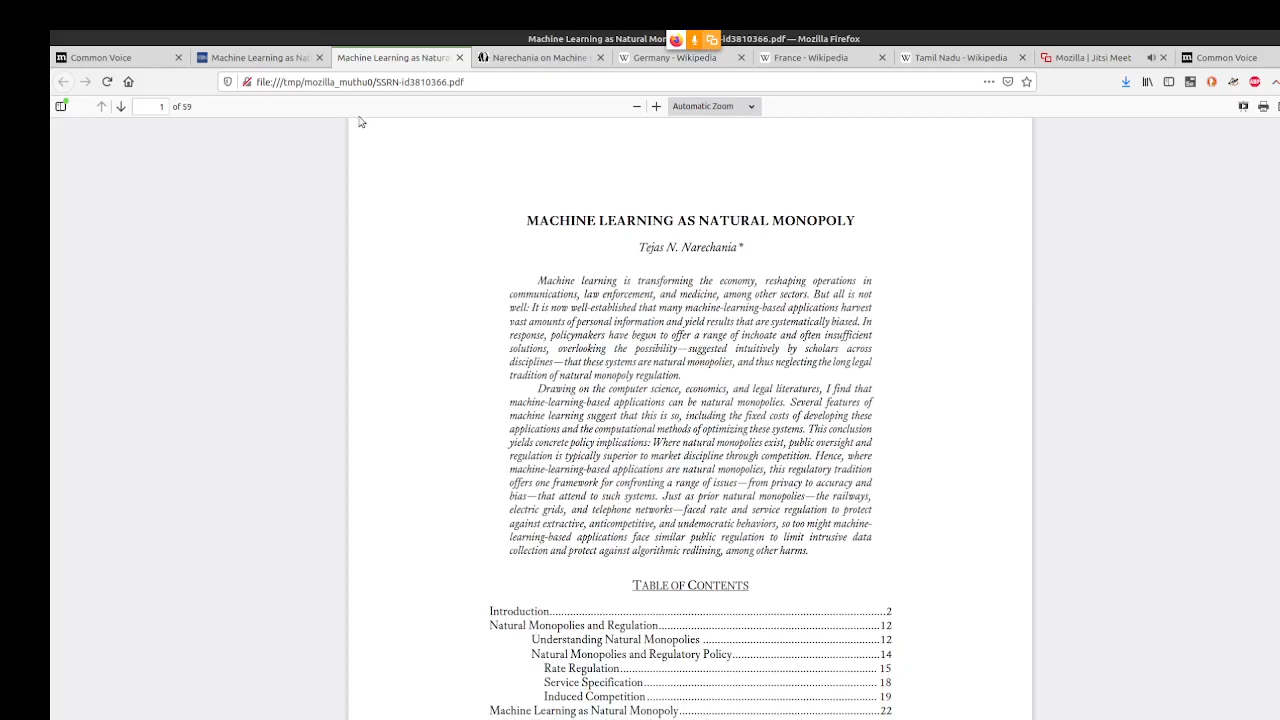 Machine Learning as Natural Mon
-id3810366.pdf — Mozilla Firefox
Common Voice
Machine Learning as Nat
Machine Learning as Natura
Narechania on Machine L
Germany - Wikipedia
France - Wikipedia
Tamil Nadu - Wikipedia
Mozilla | Jitsi Meet
Common Voice
file:///tmp/mozilla_muthu0/SSRN-id3810366.pdf
1 of 59
Automatic Zoom
MACHINE LEARNING AS NATURAL MONOPOLY
Tejas N. Narechania*
Machine learning is transforming the economy, reshaping operations in
communications, law enforcement, and medicine, among other sectors. But all is not
well: It is now well-established that many machine-learning-based applications harvest
vast amounts of personal information and yield results that are systematically biased. In
response, policymakers have begun to offer a range of inchoate and often insufficient
solutions, overlooking the possibility—suggested intuitively by scholars across
disciplines—that these systems are natural monopolies, and thus neglecting the long legal
tradition of natural monopoly regulation.
Drawing on the computer science, economics, and legal literatures, I find that
machine-learning-based applications can be natural monopolies. Several features of
machine learning suggest that this is so, including the fixed costs of developing these
applications and the computational methods of optimizing these systems. This conclusion
yields concrete policy implications: Where natural monopolies exist, public oversight and
regulation is typically superior to market discipline through competition. Hence, where
machine-learning-based applications are natural monopolies, this regulatory tradition
offers one framework for confronting a range of issues—from privacy to accuracy and
bias—that attend to such systems. Just as prior natural monopolies—the railways,
electric grids, and telephone networks—faced rate and service regulation to protect
against extractive, anticompetitive, and undemocratic behaviors, so too might machine-
learning-based applications face similar public regulation to limit intrusive data
collection and protect against algorithmic redlining, among other harms.
TABLE OF CONTENTS
Introduction..........2
Natural Monopolies and Regulation..........12
Understanding Natural Monopolies ..........12
Natural Monopolies and Regulatory Policy..........14
Rate Regulation.......... 15
Service Specification.......... 18
Induced Competition .......... 19
Machine Learning as Natural Monopoly..........22